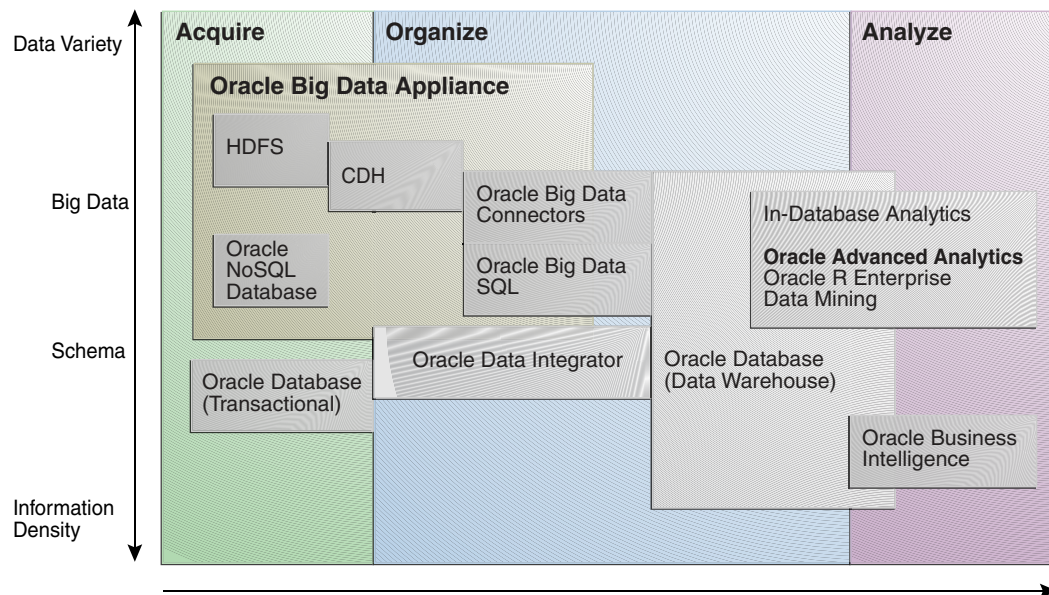 Data Variety
Acquire
Organize
Analyze
Oracle Big Data Appliance
HDFS
CDH
Big Data
Oracle Big Data
Connectors
In-Database Analytics
Oracle
NoSQL
Database
Oracle Big Data
SQL
Oracle Advanced Analytics
Oracle R Enterprise
Data Mining
Schema
Oracle Data Integrator
Oracle Database
(Data Warehouse)
Oracle Database
(Transactional)
Oracle Business
Intelligence
Information
Density